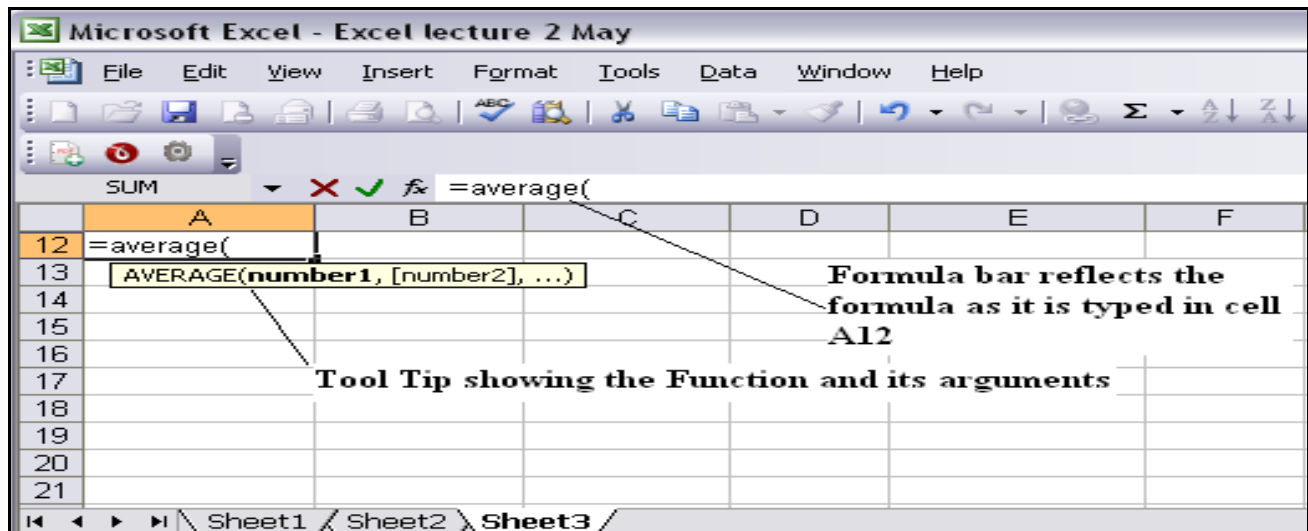 Microsoft Excel - Excel lecture 2 May
File Edit View Insert Format Tools Data Window Help
ABC Σ A Z Z A
SUM fx =average(
A B C D E F
12 =average(
13 AVERAGE(number1, [number2], ...) Formula bar reflects the
14 formula as it is typed in cell
15 A12
16
17 Tool Tip showing the Function and its arguments
18
19
20
21
Sheet1 Sheet2 Sheet3